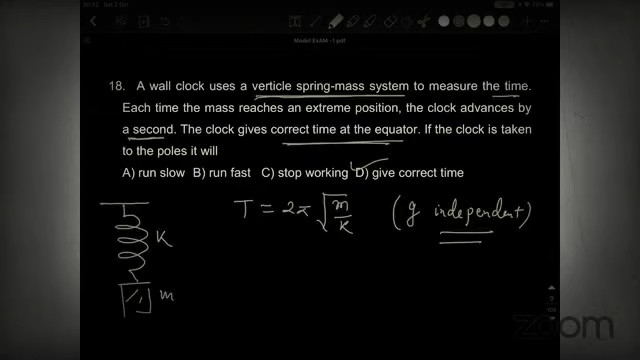 Model ExAM -1.pdf
18. A wall clock uses a verticle spring-mass system to measure the time.
Each time the mass reaches an extreme position, the clock advances by
a second. The clock gives correct time at the equator. If the clock is taken
to the poles it will
A) run slow B) run fast C) stop working D) give correct time
T = 2π √m/K (g independent)
K
m
zoom